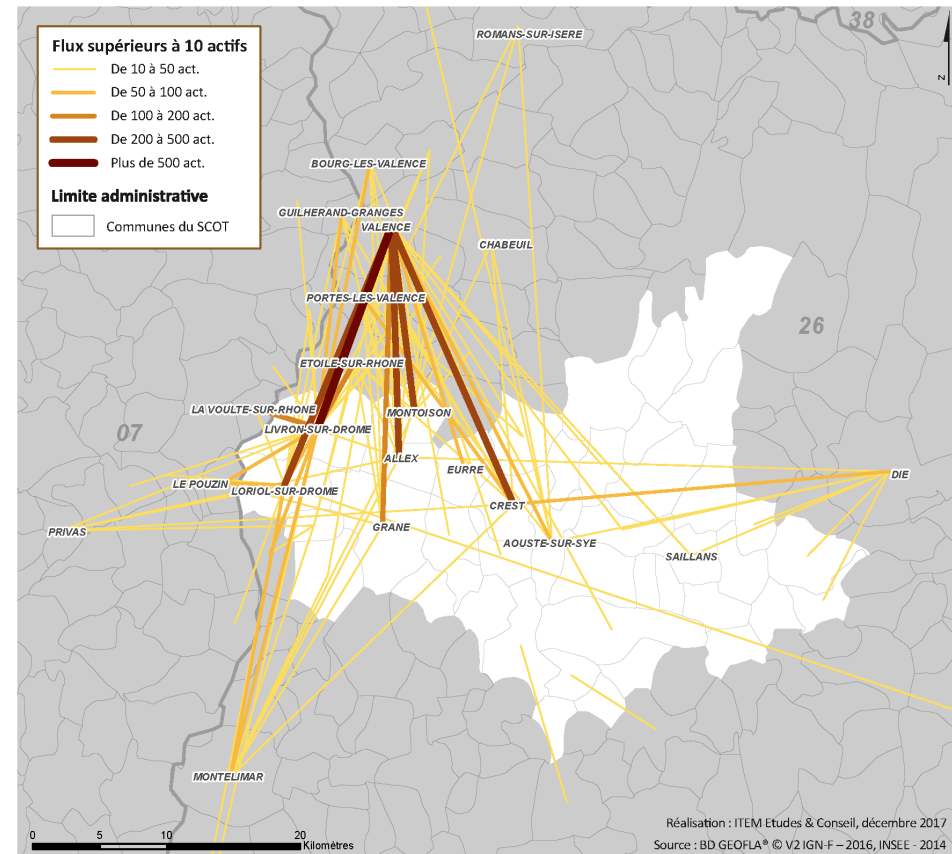 38
ROMANS-SUR-ISERE
Flux supérieurs à 10 actifs
De 10 à 50 act.
De 50 à 100 act.
De 100 à 200 act.
De 200 à 500 act.
Plus de 500 act.
Limite administrative
Communes du SCOT
N
BOURG-LES-VALENCE
GUILHERAND-GRANGES
VALENCE
CHABEUIL
PORTES-LES-VALENCE
26
ETOILE-SUR-RHONE
LA VOULTE-SUR-RHONE
MONTOISON
LIVRON-SUR-DROME
07
ALLEX
EURRE
DIE
LE POUZIN
LORIOL-SUR-DROME
CREST
PRIVAS
GRANE
AOUSTE-SUR-SYE
SAILLANS
MONTELIMAR
0 5 10 20
Kilomètres
Réalisation : ITEM Etudes & Conseil, décembre 2017
Source : BD GEOFLA® © V2 IGN-F – 2016, INSEE - 2014